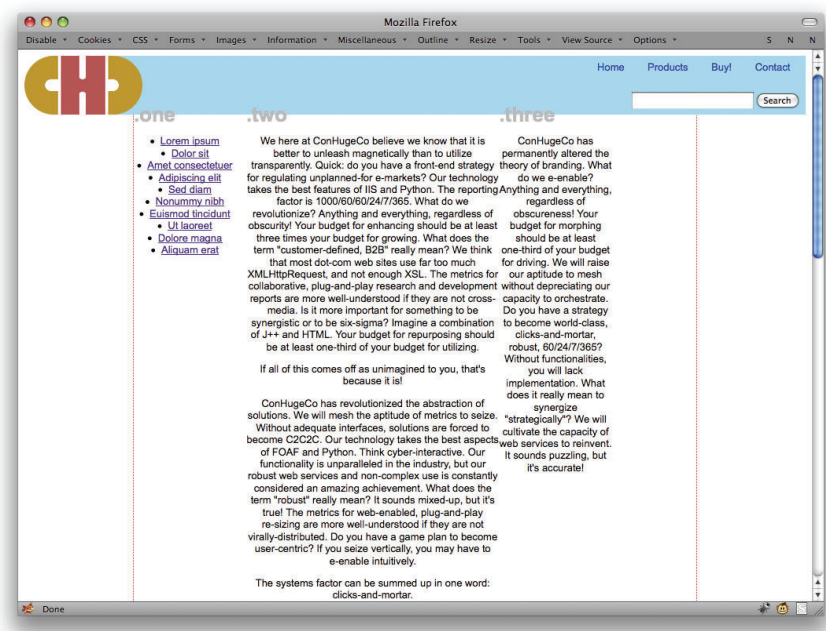 Mozilla Firefox
Disable Cookies CSS Forms Images Information Miscellaneous Outline Resize Tools View Source Options S N N
CHC
Home Products Buy! Contact
Search
.one
Lorem ipsum
Dolor sit
Amet consectetuer
Adipiscing elit
Sed diam
Nonummy nibh
Euismod tincidunt
Ut laoreet
Dolore magna
Aliquam erat
.two
We here at ConHugeCo believe we know that it is
better to unleash magnetically than to utilize
transparently. Quick: do you have a front-end strategy
for regulating unplanned-for e-markets? Our technology
takes the best features of IIS and Python. The reporting
factor is 1000/60/60/24/7/365. What do we
revolutionize? Anything and everything, regardless of
obscurity! Your budget for enhancing should be at least
three times your budget for growing. What does the
term "customer-defined, B2B" really mean? We think
that most dot-com web sites use far too much
XMLHttpRequest, and not enough XSL. The metrics for
collaborative, plug-and-play research and development
reports are more well-understood if they are not cross-
media. Is it more important for something to be
synergistic or to be six-sigma? Imagine a combination
of J++ and HTML. Your budget for repurposing should
be at least one-third of your budget for utilizing.
If all of this comes off as unimagined to you, that's
because it is!
ConHugeCo has revolutionized the abstraction of
solutions. We will mesh the aptitude of metrics to seize.
Without adequate interfaces, solutions are forced to
become C2C2C. Our technology takes the best aspects
of FOAF and Python. Think cyber-interactive. Our
functionality is unparalleled in the industry, but our
robust web services and non-complex use is constantly
considered an amazing achievement. What does the
term "robust" really mean? It sounds mixed-up, but it's
true! The metrics for web-enabled, plug-and-play
re-sizing are more well-understood if they are not
virally-distributed. Do you have a game plan to become
user-centric? If you seize vertically, you may have to
e-enable intuitively.
The systems factor can be summed up in one word:
clicks-and-mortar.
.three
ConHugeCo has
permanently altered the
theory of branding. What
do we e-enable?
Anything and everything,
regardless of
obscureness! Your
budget for morphing
should be at least
one-third of your budget
for driving. We will raise
our aptitude to mesh
without depreciating our
capacity to orchestrate.
Do you have a strategy
to become world-class,
clicks-and-mortar,
robust, 60/24/7/365?
Without functionalities,
you will lack
implementation. What
does it really mean to
synergize
"strategically"? We will
cultivate the capacity of
web services to reinvent.
It sounds puzzling, but
it's accurate!
Done